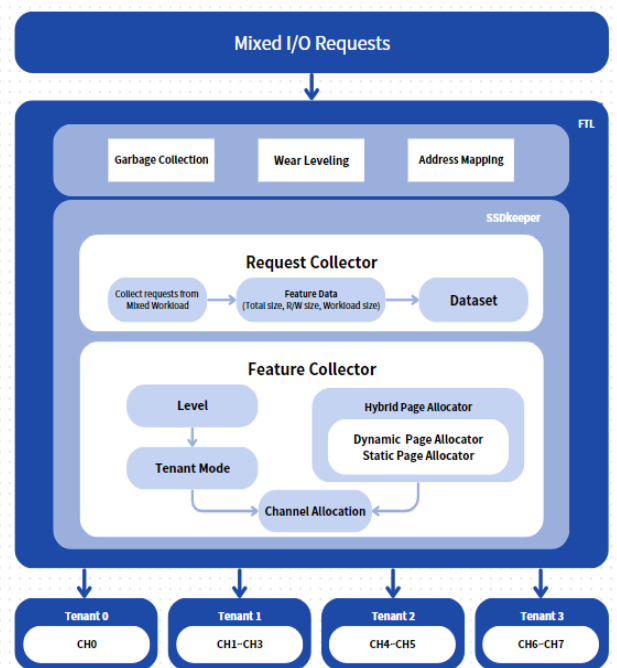 Mixed I/O Requests
FTL
Garbage Collection
Wear Leveling
Address Mapping
SSDkeeper
Request Collector
Collect requests from
Mixed Workload
Feature Data
(Total size, R/W size, Workload size)
Dataset
Feature Collector
Level
Hybrid Page Allocator
Dynamic Page Allocator
Static Page Allocator
Tenant Mode
Channel Allocation
Tenant 0
CH0
Tenant 1
CH1~CH3
Tenant 2
CH4~CH5
Tenant 3
CH6~CH7